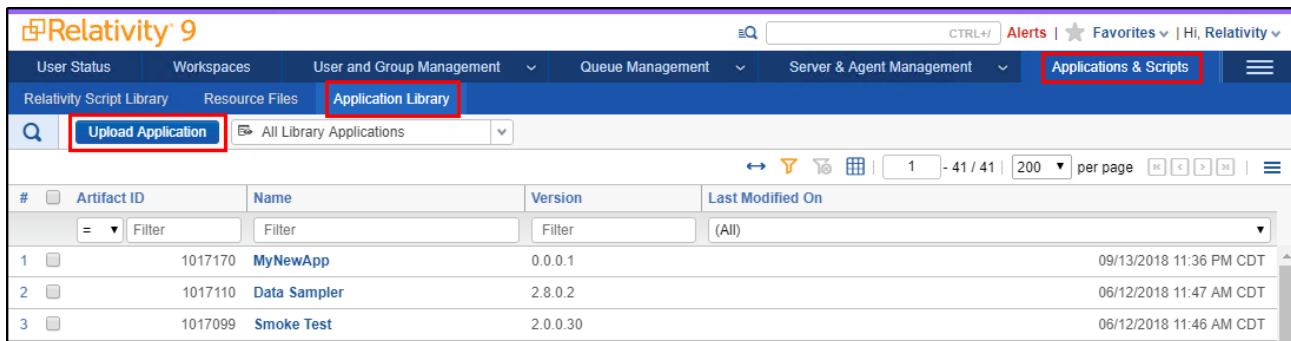 Relativity 9 CTRL+/ Alerts | Favorites | Hi, Relativity
User Status Workspaces User and Group Management Queue Management Server & Agent Management Applications & Scripts
Relativity Script Library Resource Files Application Library
Upload Application All Library Applications
1 - 41 / 41 200 per page
# Artifact ID Name Version Last Modified On
= Filter Filter Filter (All)
1 1017170 MyNewApp 0.0.0.1 09/13/2018 11:36 PM CDT
2 1017110 Data Sampler 2.8.0.2 06/12/2018 11:47 AM CDT
3 1017099 Smoke Test 2.0.0.30 06/12/2018 11:46 AM CDT